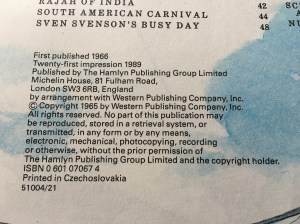 RAJAH OF INDIA 42
SOUTH AMERICAN CARNIVAL 44
SVEN SVENSON'S BUSY DAY 48
First published 1966
Twenty-first impression 1989
Published by The Hamlyn Publishing Group Limited
Michelin House, 81 Fulham Road,
London SW3 6RB, England
by arrangement with Western Publishing Company, Inc.
© Copyright 1965 by Western Publishing Company, Inc.
All rights reserved. No part of this publication may
be reproduced, stored in a retrieval system, or
transmitted, in any form or by any means,
electronic, mechanical, photocopying, recording
or otherwise, without the prior permission of
The Hamlyn Publishing Group Limited and the copyright holder.
ISBN 0 601 07067 4
Printed in Czechoslovakia
51004/21